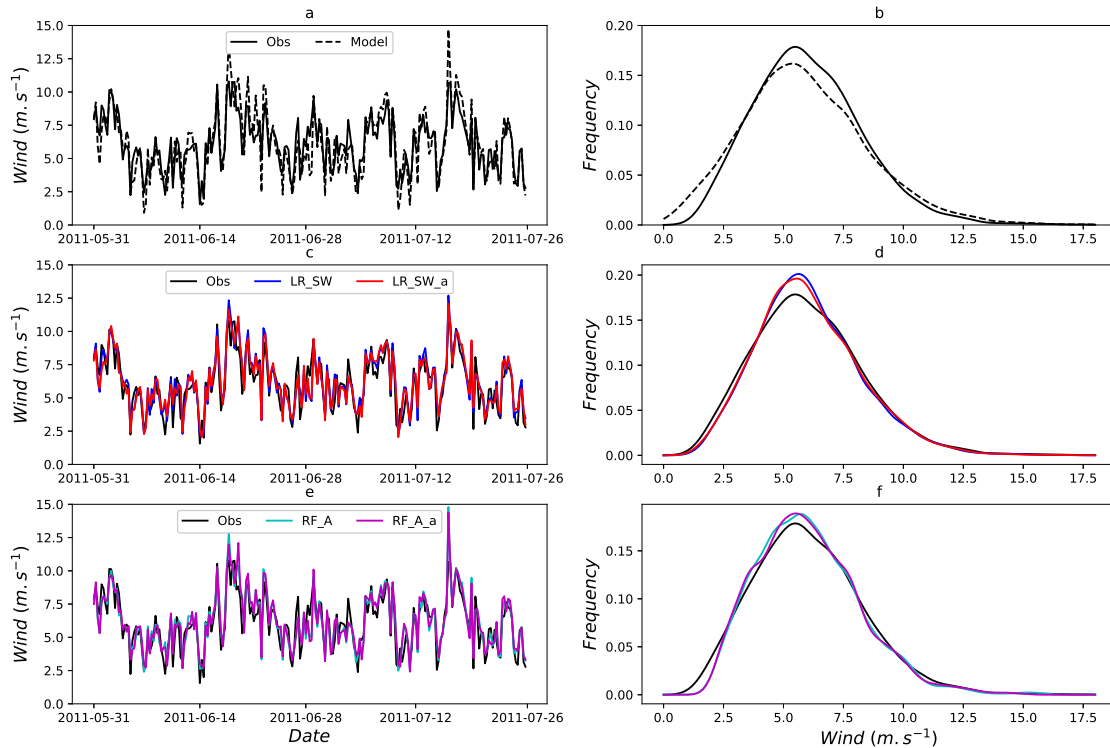 a
15.0
12.5
10.0
7.5
5.0
2.5
0.0
Wind (m. s⁻¹)
Obs Model
2011-05-31 2011-06-14 2011-06-28 2011-07-12 2011-07-26
b
0.20
0.15
0.10
0.05
0.00
Frequency
0.0 2.5 5.0 7.5 10.0 12.5 15.0 17.5
c
15.0
12.5
10.0
7.5
5.0
2.5
0.0
Wind (m. s⁻¹)
Obs LR_SW LR_SW_a
2011-05-31 2011-06-14 2011-06-28 2011-07-12 2011-07-26
d
0.20
0.15
0.10
0.05
0.00
Frequency
0.0 2.5 5.0 7.5 10.0 12.5 15.0 17.5
e
15.0
12.5
10.0
7.5
5.0
2.5
0.0
Wind (m. s⁻¹)
Obs RF_A RF_A_a
2011-05-31 2011-06-14 2011-06-28 2011-07-12 2011-07-26
Date
f
0.15
0.10
0.05
0.00
Frequency
0.0 2.5 5.0 7.5 10.0 12.5 15.0 17.5
Wind (m. s⁻¹)